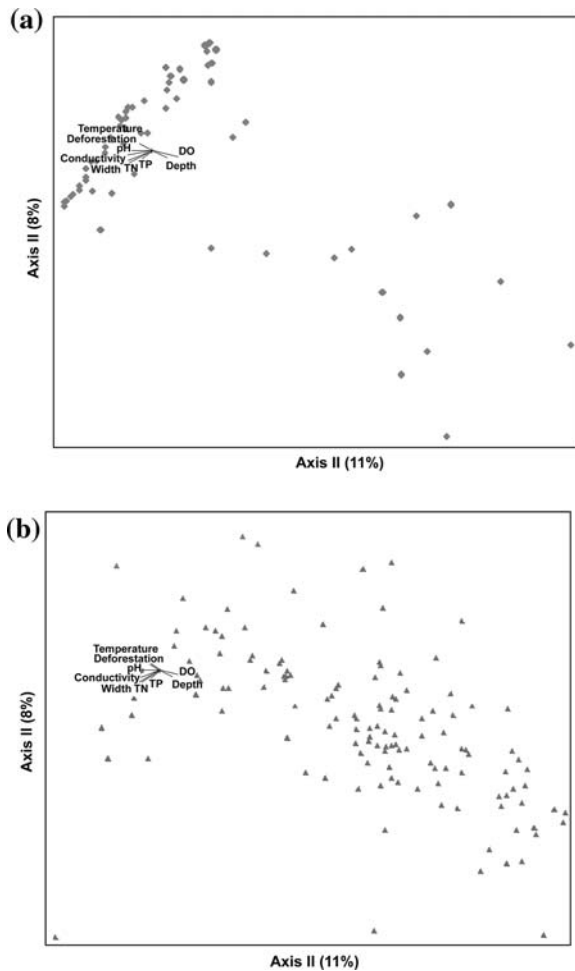 (a)
Temperature
Deforestation
pH DO
Conductivity
Width TN TP Depth
Axis II (8%)
Axis II (11%)
(b)
Temperature
Deforestation
pH DO
Conductivity
Width TN TP Depth
Axis II (8%)
Axis II (11%)